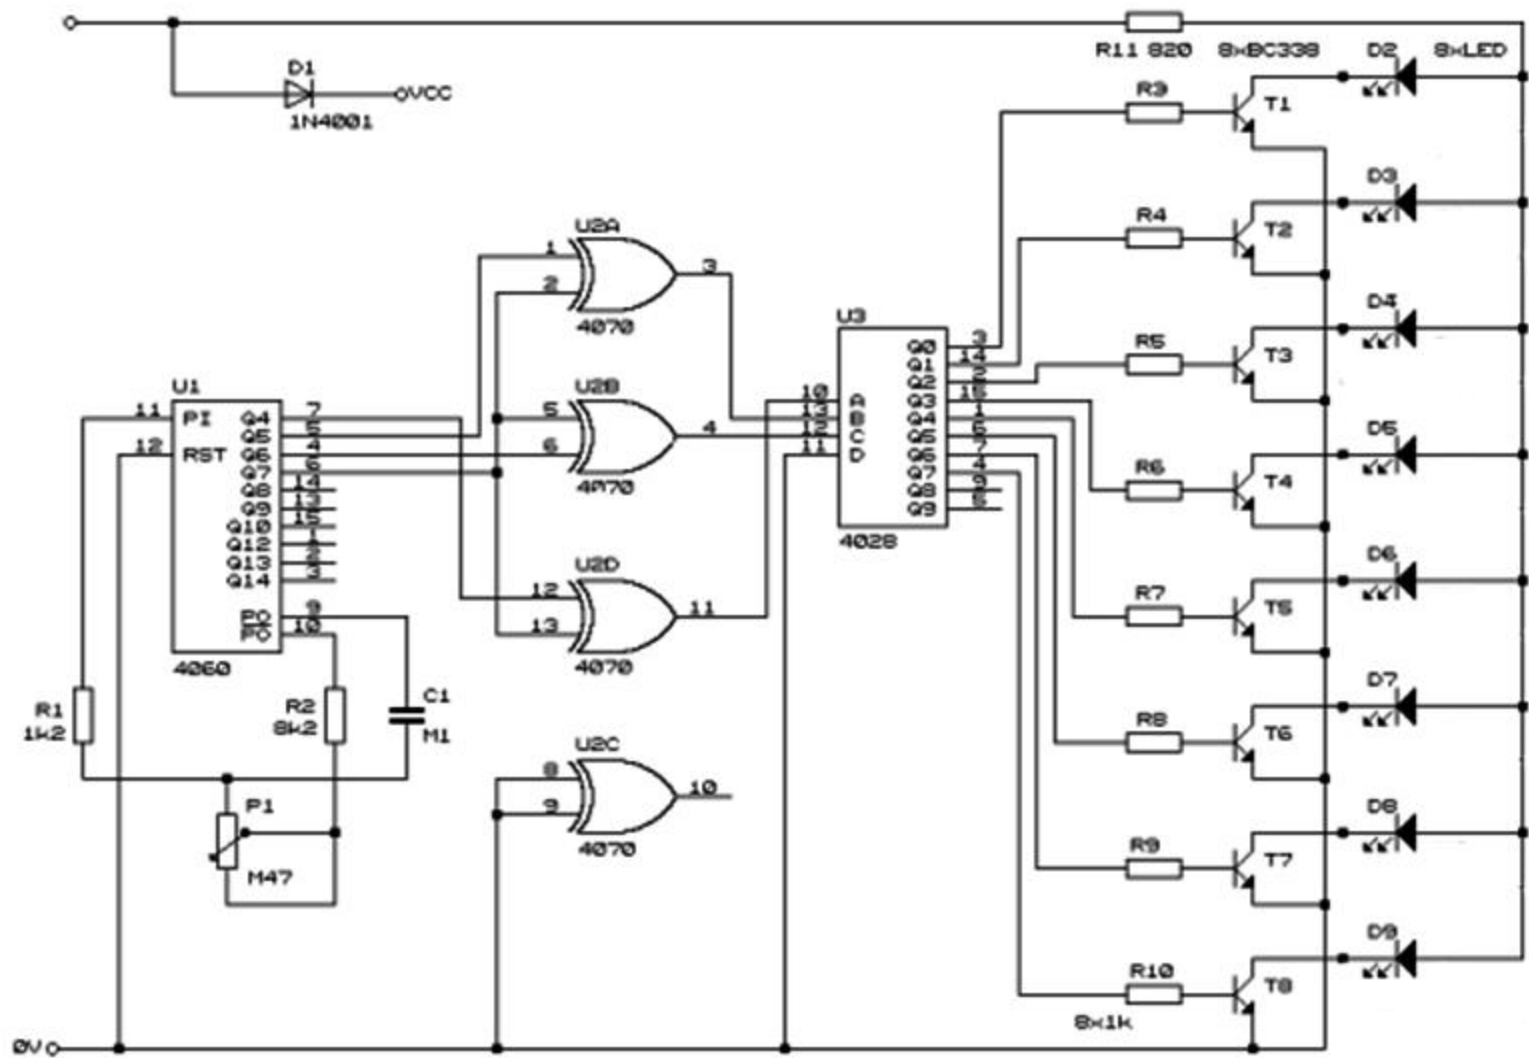 R11 820
8xBC338
D2
8xLED
D1
VCC
1N4001
R3
T1
D3
R4
T2
U2A
1
2
3
4070
D4
U3
R5
T3
Q0 3
Q1 14
Q2 2
Q3 15
Q4 1
Q5 6
Q6 7
Q7 4
Q8 9
Q9 5
10 A
13 B
12 C
11 D
4028
U1
11 PI
12 RST
Q4 7
Q5 5
Q6 4
Q7 6
Q8 14
Q9 13
Q10 15
Q12 1
Q13 2
Q14 3
PO 9
PO 10
4060
U2B
5
6
4
4070
D5
R6
T4
U2D
12
13
11
4070
D6
R7
T5
R1
1k2
R2
8k2
C1
M1
D7
R8
T6
U2C
8
9
10
4070
P1
M47
D8
R9
T7
D9
R10
T8
8x1k
0V